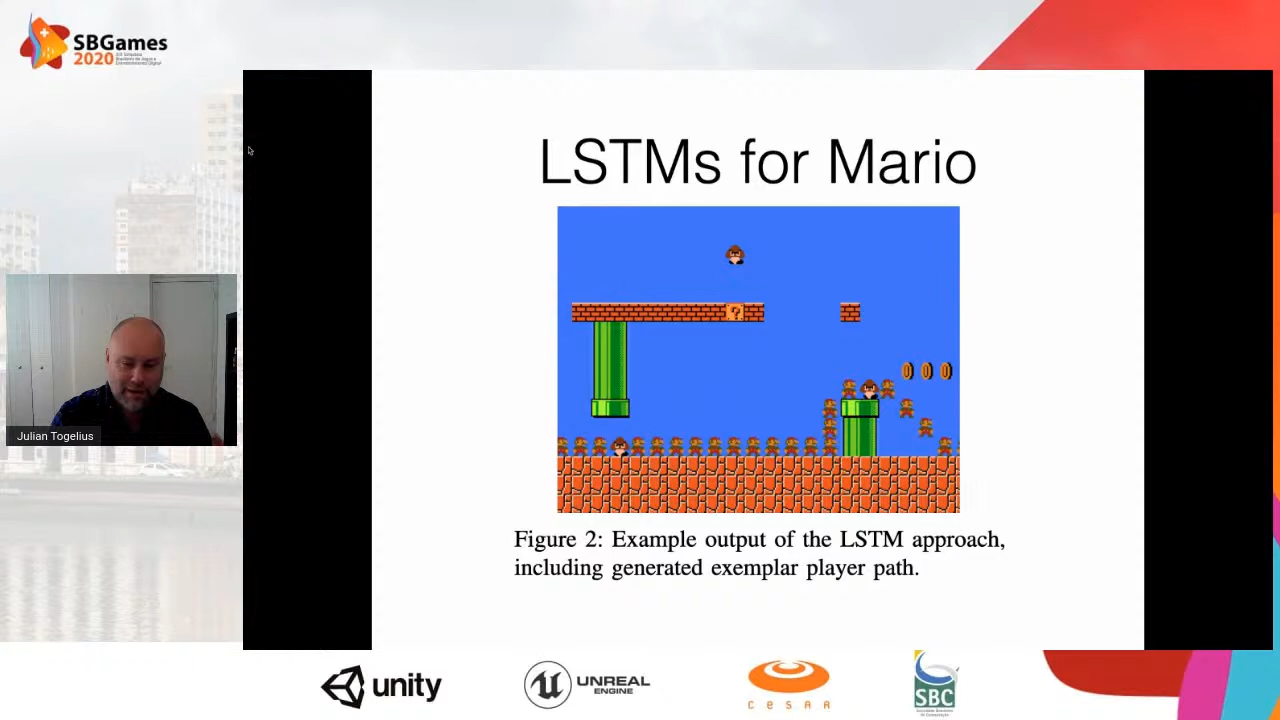 SBGames
2020
LSTMs for Mario
?
Julian Togelius
Figure 2: Example output of the LSTM approach,
including generated exemplar player path.
unity
UNREAL
ENGINE
CESAR
SBC